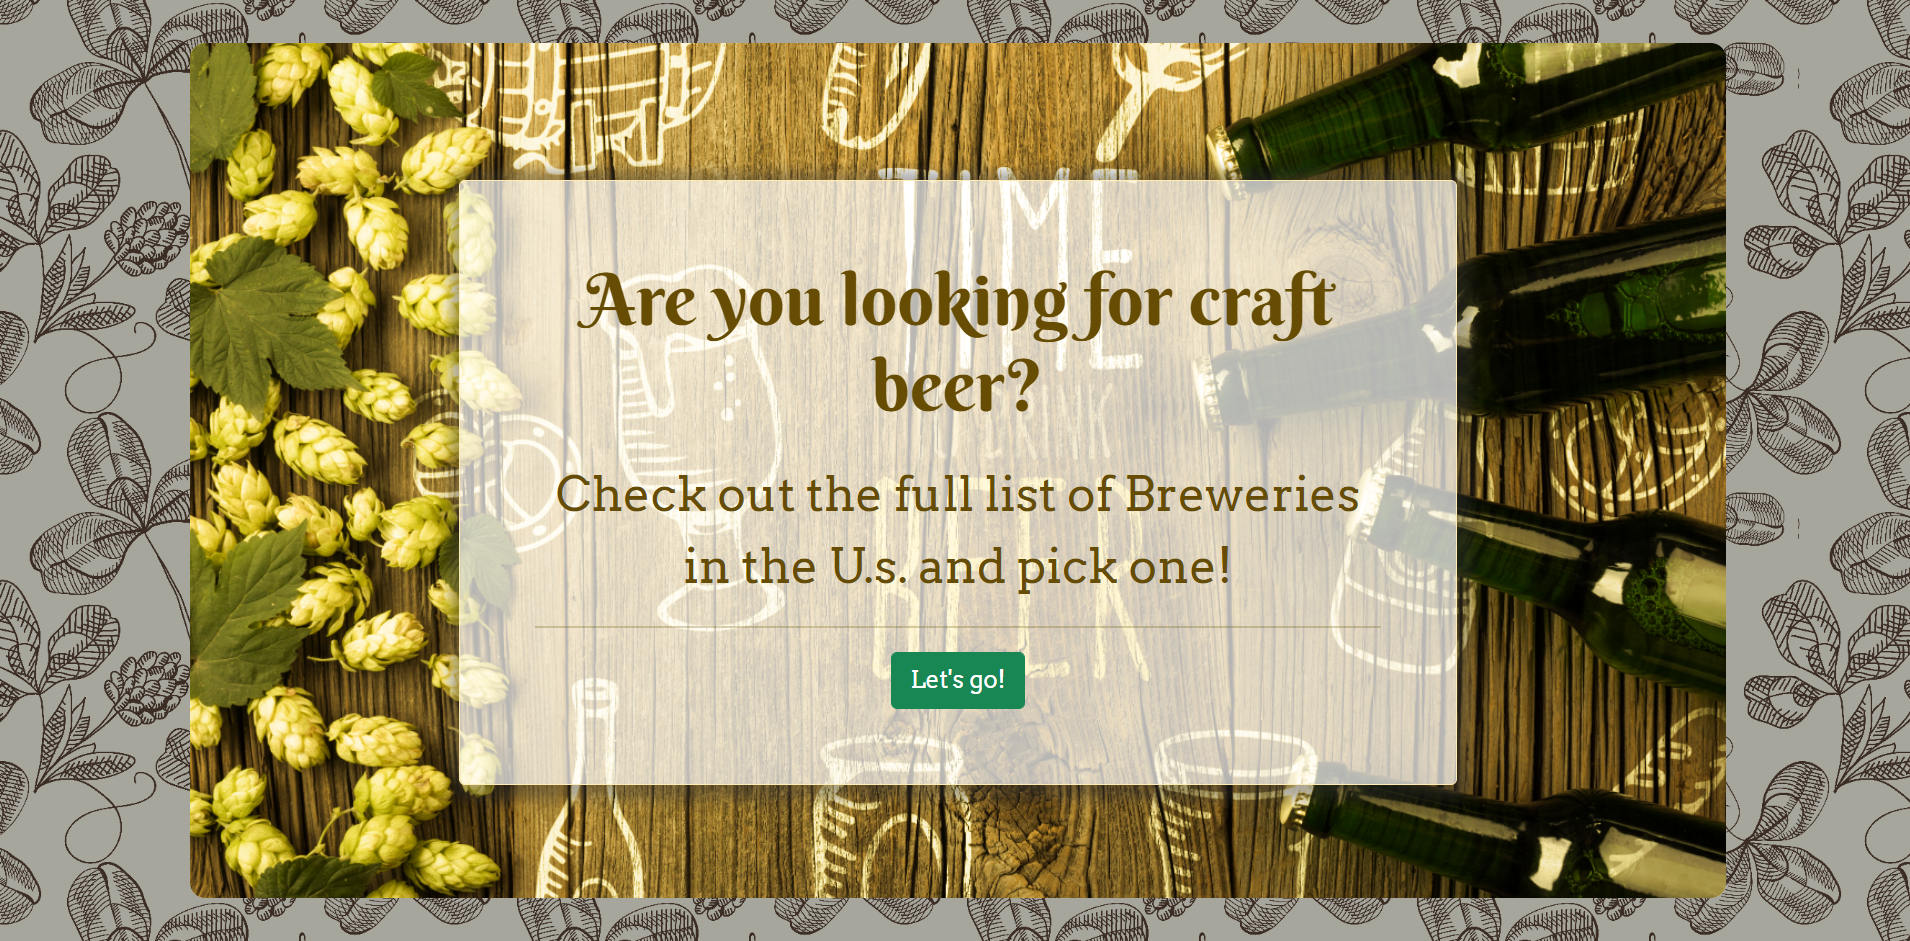 TIME
Are you looking for craft
beer?
Check out the full list of Breweries
in the U.s. and pick one!
Let's go!